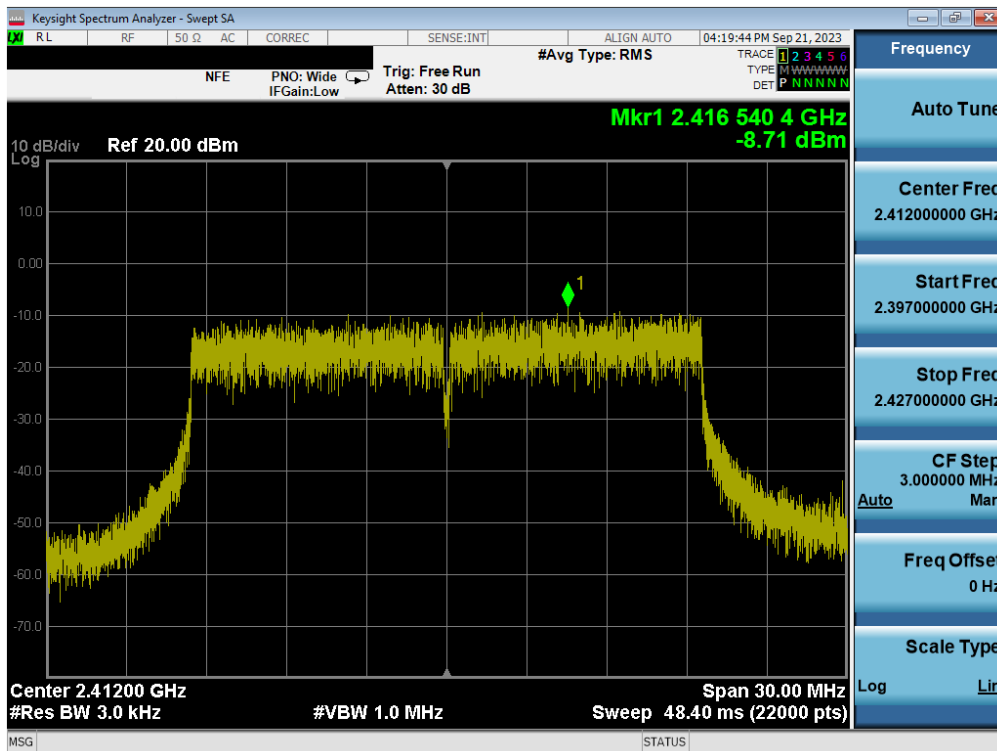 Keysight Spectrum Analyzer - Swept SA
LXI RL RF 50 Ω AC CORREC SENSE:INT ALIGN AUTO 04:19:44 PM Sep 21, 2023
NFE PNO: Wide IFGain:Low Trig: Free Run Atten: 30 dB #Avg Type: RMS
TRACE 1 2 3 4 5 6
TYPE M WWWWW
DET P N N N N N
Mkr1 2.416 540 4 GHz
-8.71 dBm
10 dB/div Ref 20.00 dBm
Log
1
10.0
0.00
-10.0
-20.0
-30.0
-40.0
-50.0
-60.0
-70.0
Center 2.41200 GHz Span 30.00 MHz
#Res BW 3.0 kHz #VBW 1.0 MHz Sweep 48.40 ms (22000 pts)
MSG STATUS
Frequency
Auto Tune
Center Freq
2.412000000 GHz
Start Freq
2.397000000 GHz
Stop Freq
2.427000000 GHz
CF Step
3.000000 MHz
Auto Man
Freq Offset
0 Hz
Scale Type
Log Lin